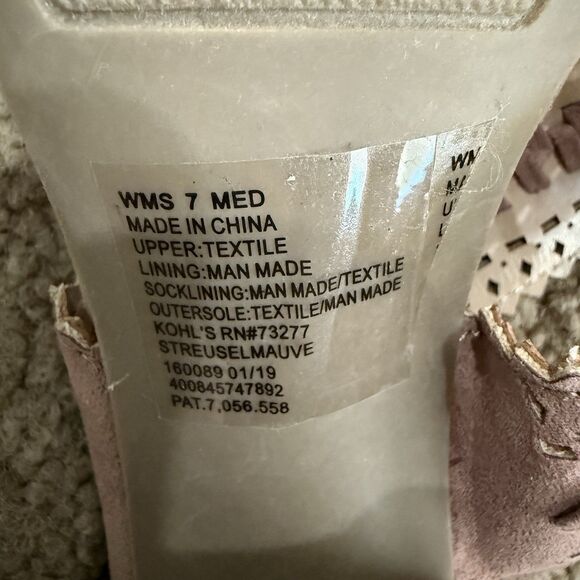 WMS 7 MED
MADE IN CHINA
UPPER:TEXTILE
LINING:MAN MADE
SOCKLINING:MAN MADE/TEXTILE
OUTERSOLE:TEXTILE/MAN MADE
KOHL'S RN#73277
STREUSELMAUVE
160089 01/19
400845747892
PAT.7,056.558